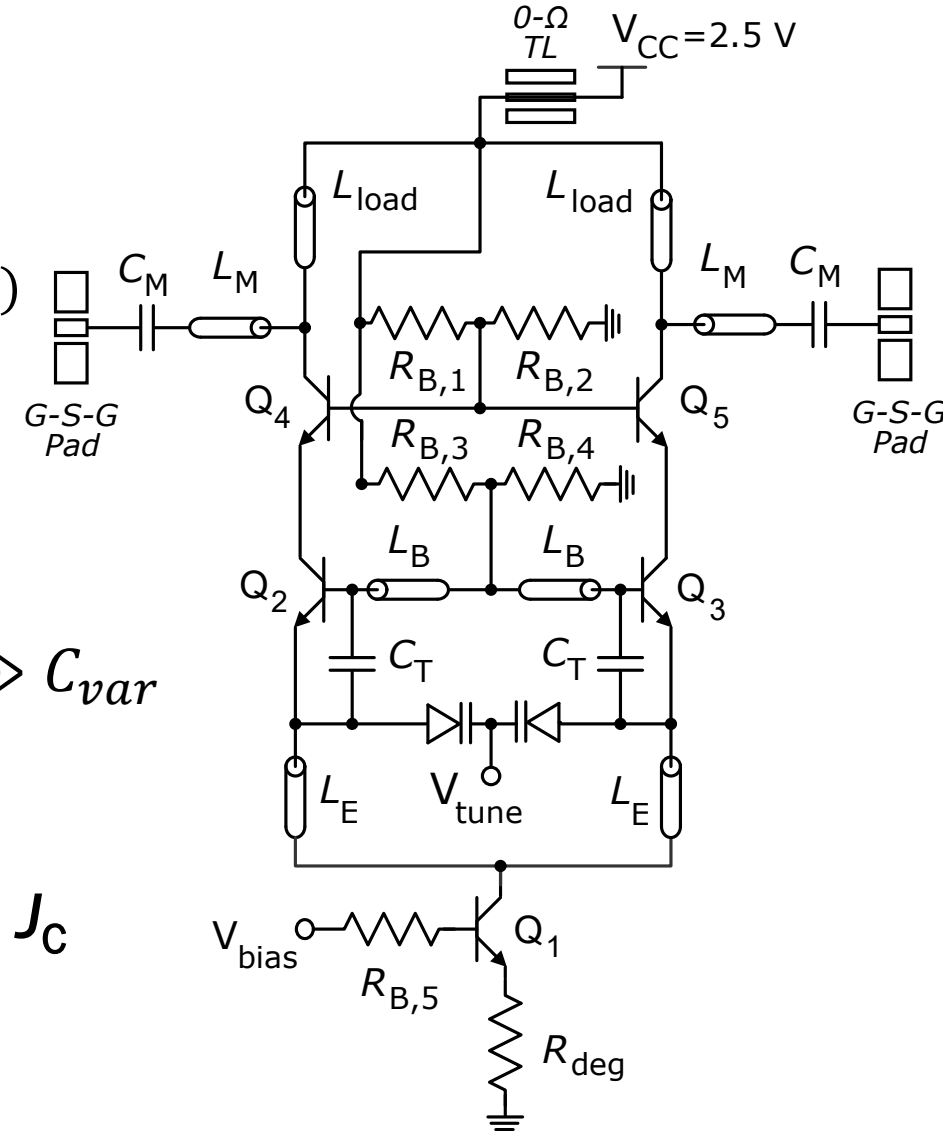 0-Ω
TL
V_CC=2.5 V
L_load
L_load
C_M
L_M
L_M
C_M
)
R_B,1
R_B,2
Q_4
Q_5
G-S-G
Pad
G-S-G
Pad
R_B,3
R_B,4
L_B
L_B
Q_2
Q_3
C_T
C_T
> C_var
V_tune
L_E
L_E
J_C
V_bias
Q_1
R_B,5
R_deg